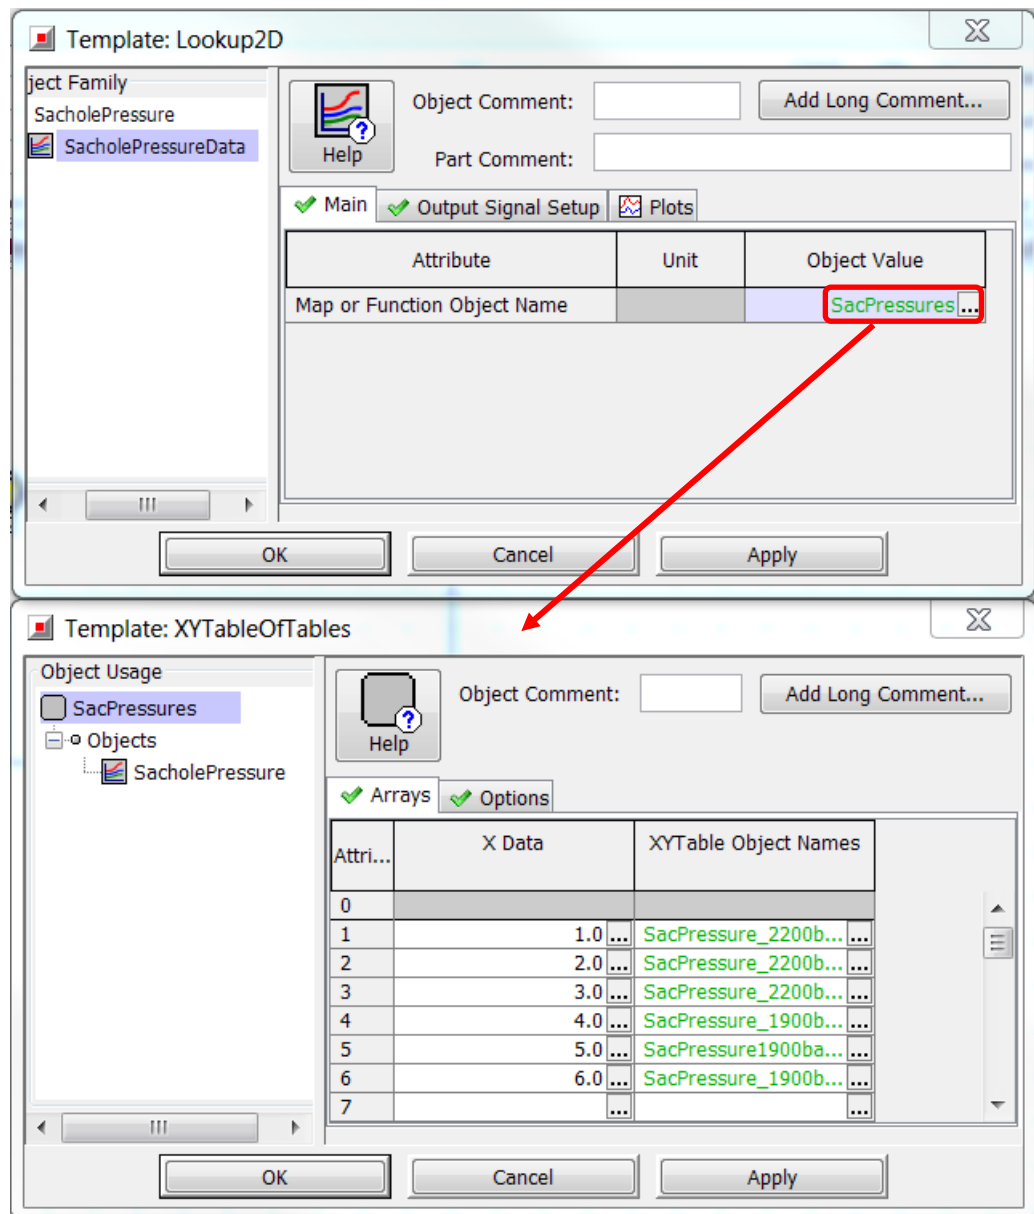 Template: Lookup2D
ject Family
SacholePressure
SacholePressureData
Help
Object Comment:
Add Long Comment...
Part Comment:
Main
Output Signal Setup
Plots
Attribute Unit Object Value
Map or Function Object Name SacPressures ...
OK Cancel Apply
Template: XYTableOfTables
Object Usage
SacPressures
Objects
SacholePressure
Help
Object Comment:
Add Long Comment...
Arrays
Options
Attri... X Data XYTable Object Names
0
1 1.0 ... SacPressure_2200b... ...
2 2.0 ... SacPressure_2200b... ...
3 3.0 ... SacPressure_2200b... ...
4 4.0 ... SacPressure_1900b... ...
5 5.0 ... SacPressure1900ba... ...
6 6.0 ... SacPressure_1900b... ...
7 ... ...
OK Cancel Apply